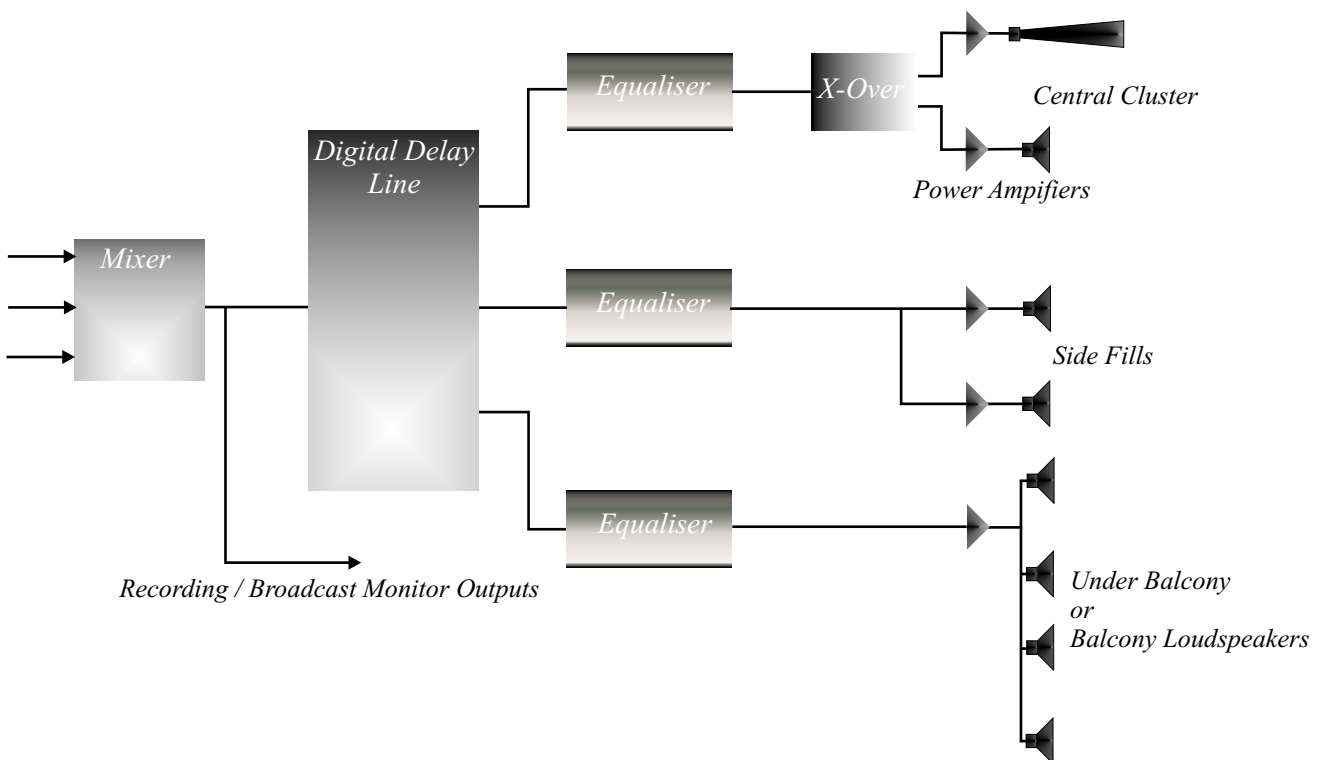 Equaliser
X-Over
Central Cluster
Digital Delay
Line
Power Ampifiers
Mixer
Equaliser
Side Fills
Equaliser
Under Balcony
or
Balcony Loudspeakers
Recording / Broadcast Monitor Outputs